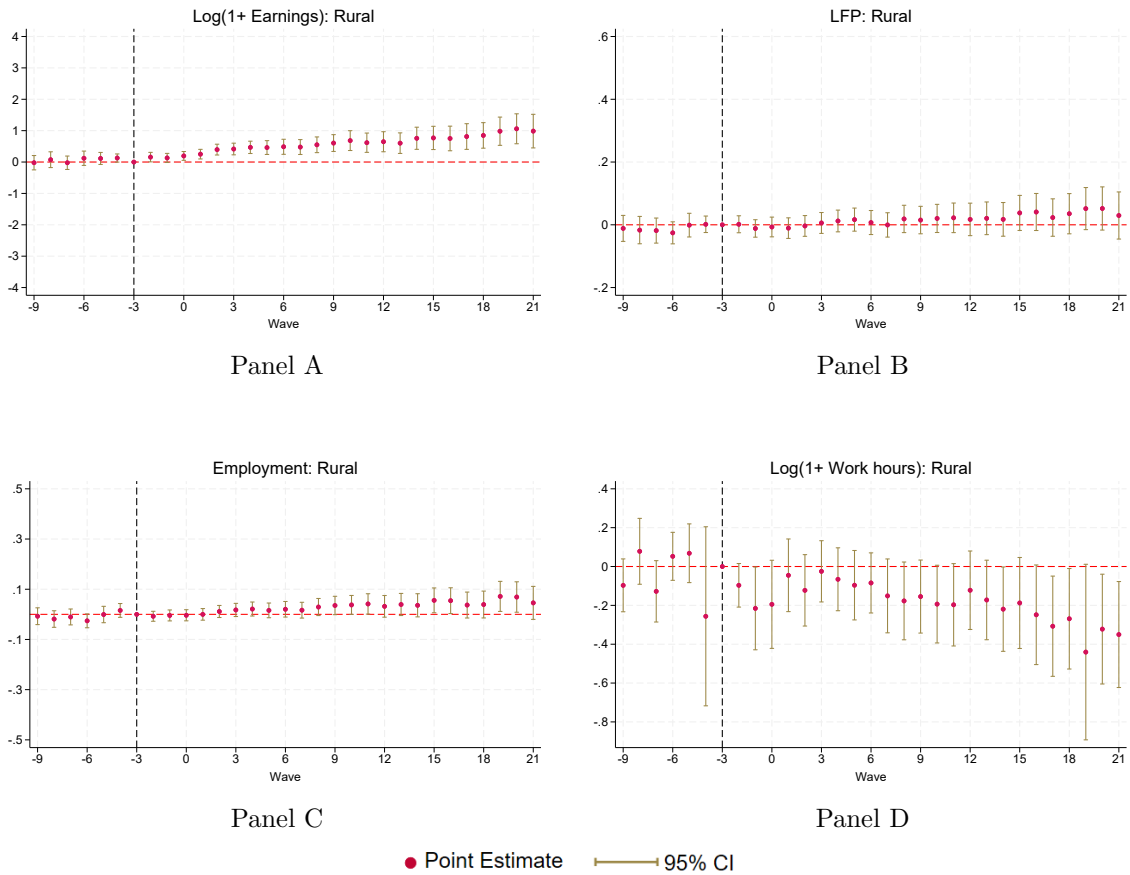 Log(1+ Earnings): Rural
4
3
2
1
0
-1
-2
-3
-4
-9 -6 -3 0 3 6 9 12 15 18 21
Wave
Panel A
LFP: Rural
.6
.4
.2
0
-.2
-9 -6 -3 0 3 6 9 12 15 18 21
Wave
Panel B
Employment: Rural
.5
.3
.1
-.1
-.3
-.5
-9 -6 -3 0 3 6 9 12 15 18 21
Wave
Panel C
Log(1+ Work hours): Rural
.4
.2
0
-.2
-.4
-.6
-.8
-9 -6 -3 0 3 6 9 12 15 18 21
Wave
Panel D
Point Estimate 95% CI